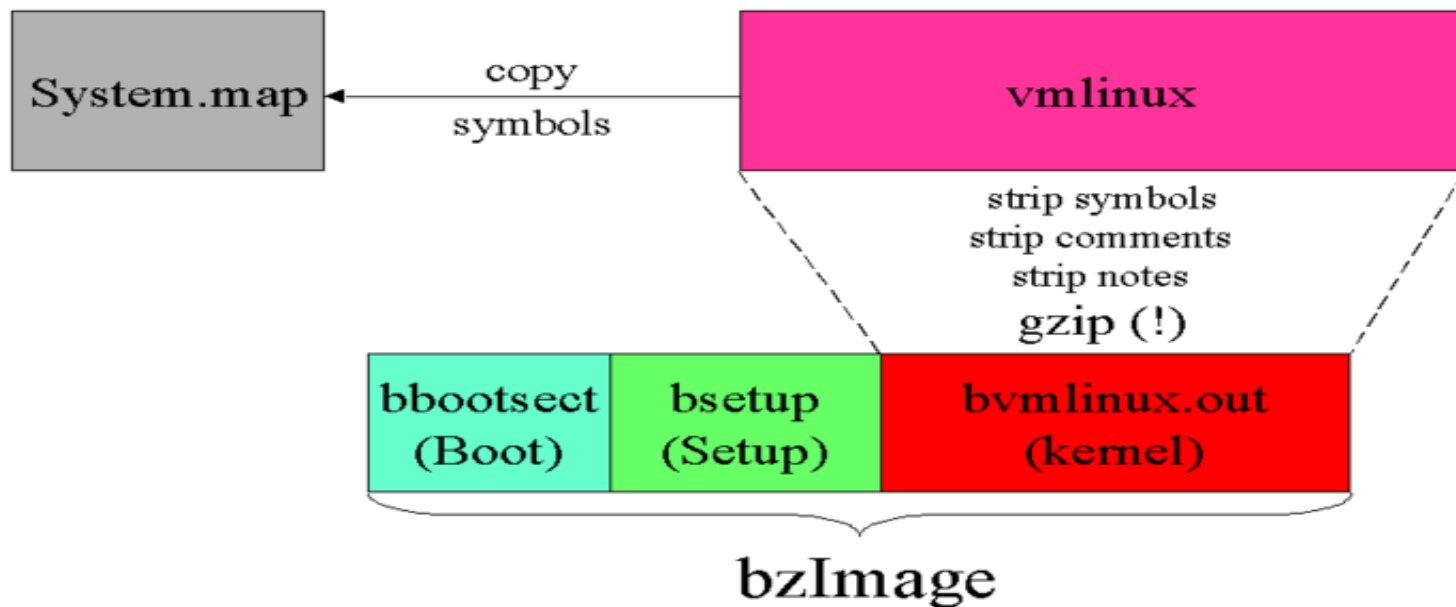 System.map
copy
symbols
vmlinux
strip symbols
strip comments
strip notes
gzip (!)
bbootsect
(Boot)
bsetup
(Setup)
bvmlinux.out
(kernel)
bzImage